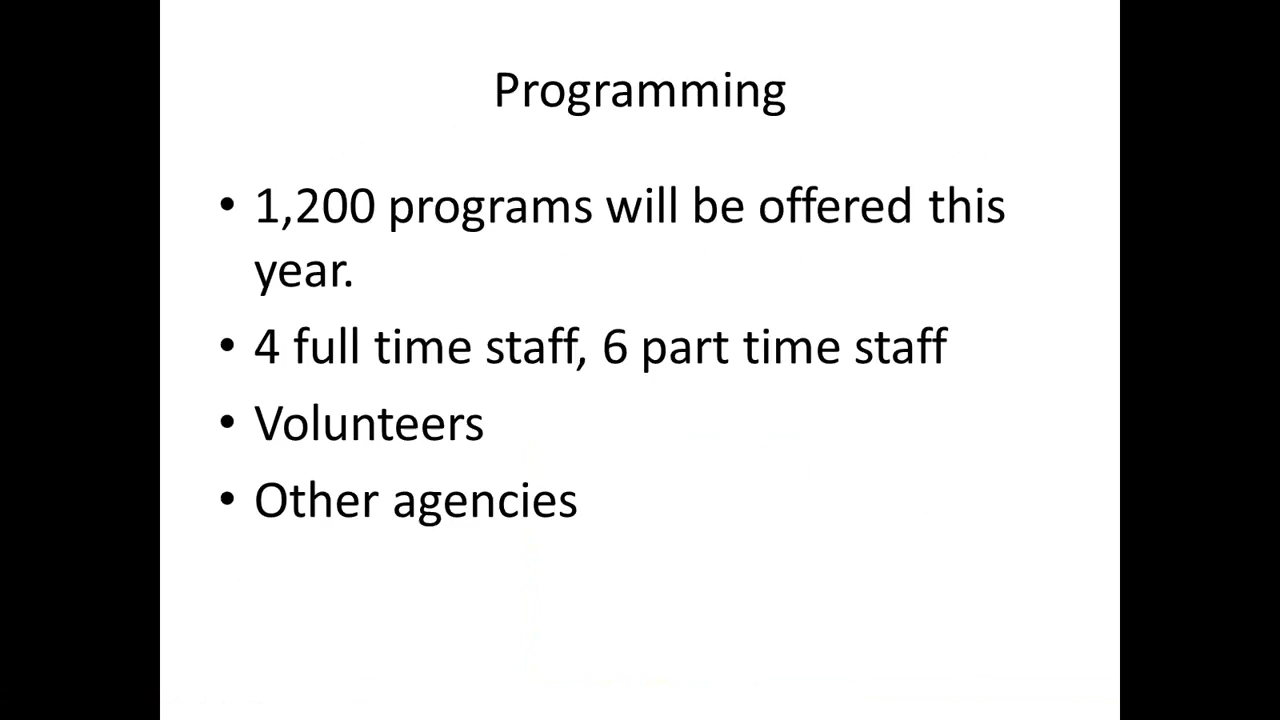 Programming
• 1,200 programs will be offered this
year.
• 4 full time staff, 6 part time staff
• Volunteers
• Other agencies